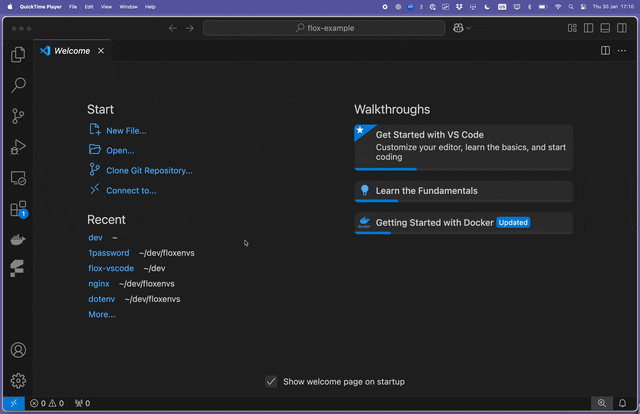 QuickTime Player File Edit View Window Help Thu 30 Jan 17:10
flox-example
Welcome
Start
New File...
Open...
Clone Git Repository...
Connect to...
Recent
dev ~
1password ~/dev/floxenvs
flox-vscode ~/dev
nginx ~/dev/floxenvs
dotenv ~/dev/floxenvs
More...
Walkthroughs
Get Started with VS Code
Customize your editor, learn the basics, and start
coding
Learn the Fundamentals
Getting Started with Docker Updated
1
Show welcome page on startup
0 0 0